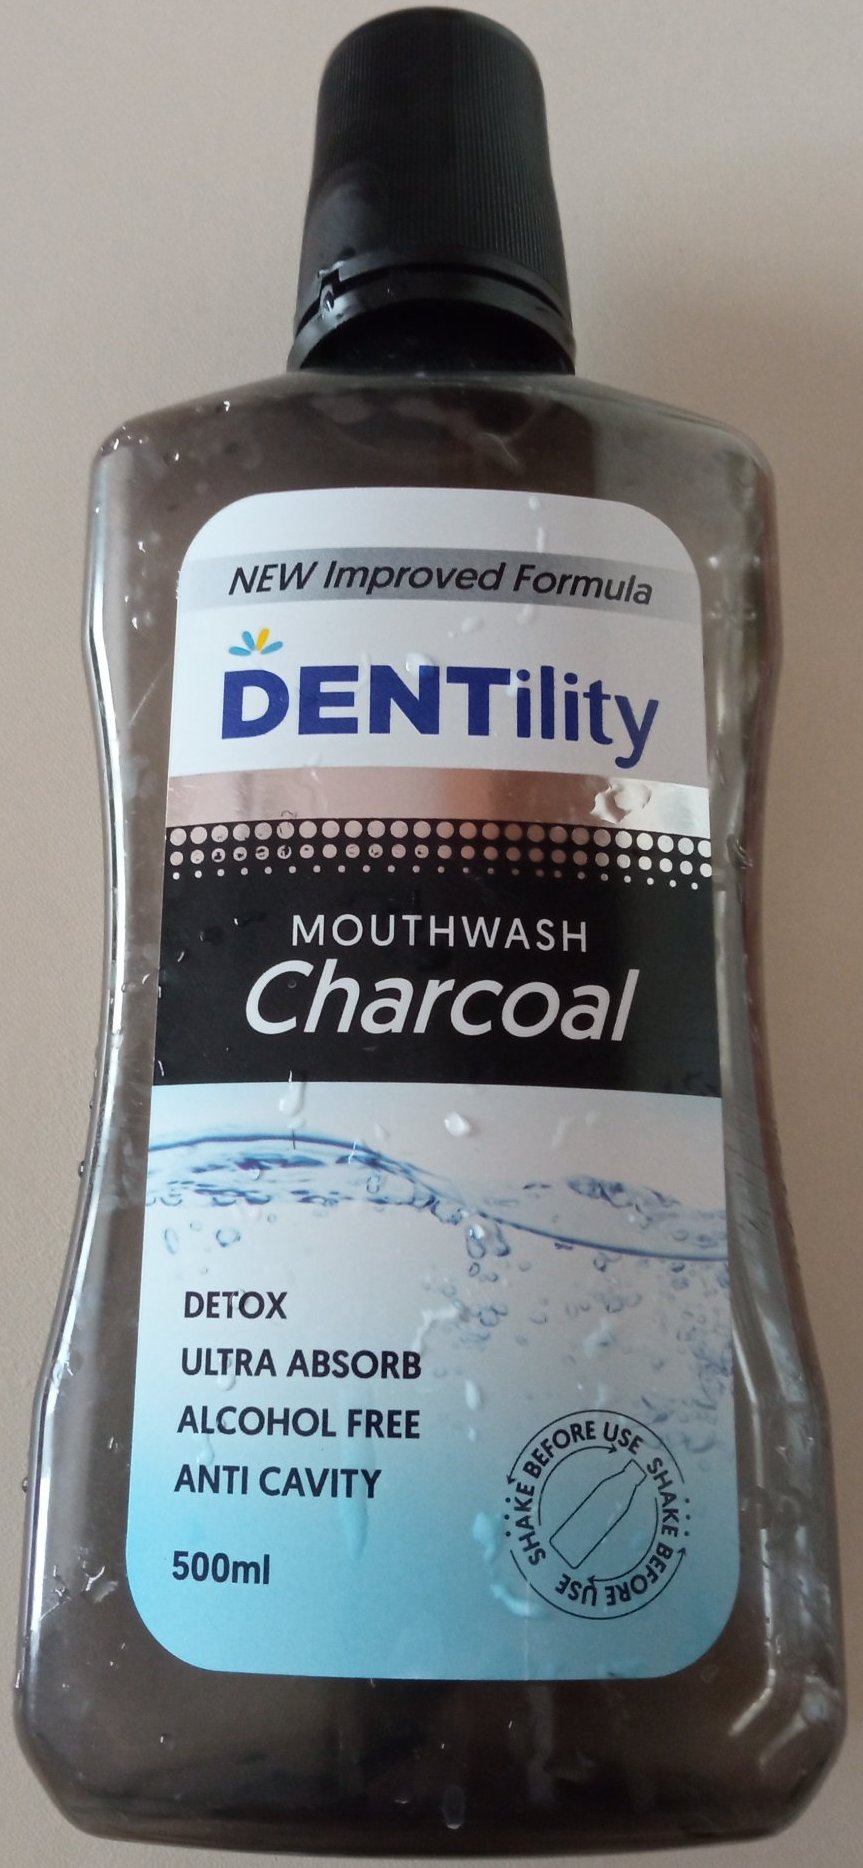 NEW Improved Formula
DENTility
MOUTHWASH
Charcoal
DETOX
ULTRA ABSORB
ALCOHOL FREE
ANTI CAVITY
500ml
SHAKE BEFORE USE SHAKE BEFORE USE